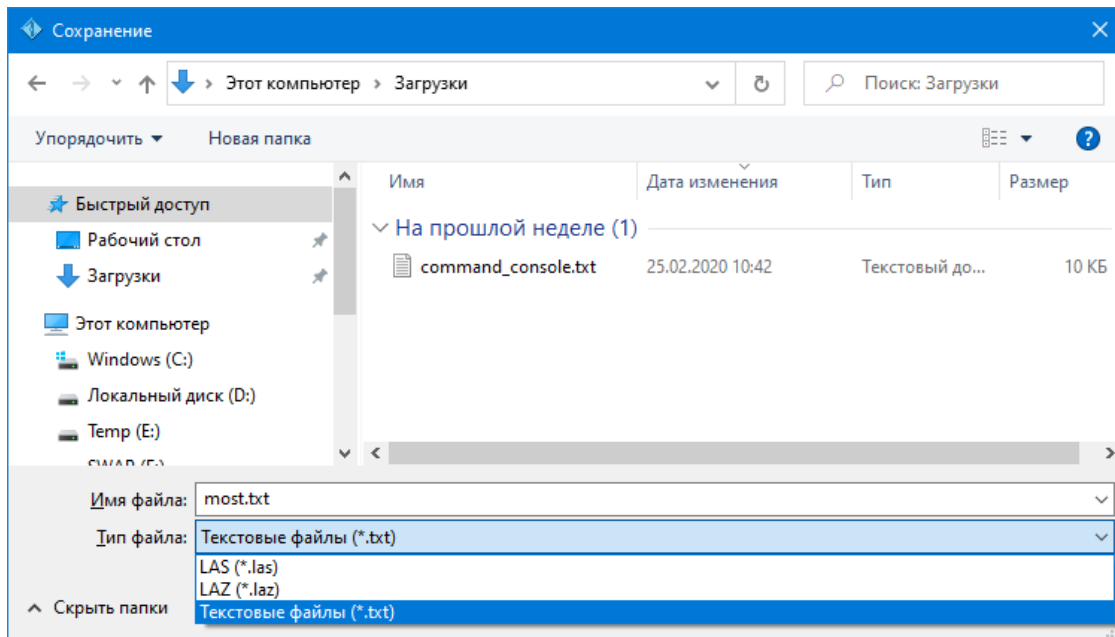 Сохранение
Этот компьютер
Загрузки
Поиск: Загрузки
Упорядочить
Новая папка
Имя
Дата изменения
Тип
Размер
Быстрый доступ
Рабочий стол
Загрузки
Этот компьютер
Windows (C:)
Локальный диск (D:)
Temp (E:)
На прошлой неделе (1)
command_console.txt
25.02.2020 10:42
Текстовый до...
10 КБ
Имя файла:
most.txt
Тип файла:
Текстовые файлы (*.txt)
LAS (*.las)
LAZ (*.laz)
Текстовые файлы (*.txt)
Скрыть папки